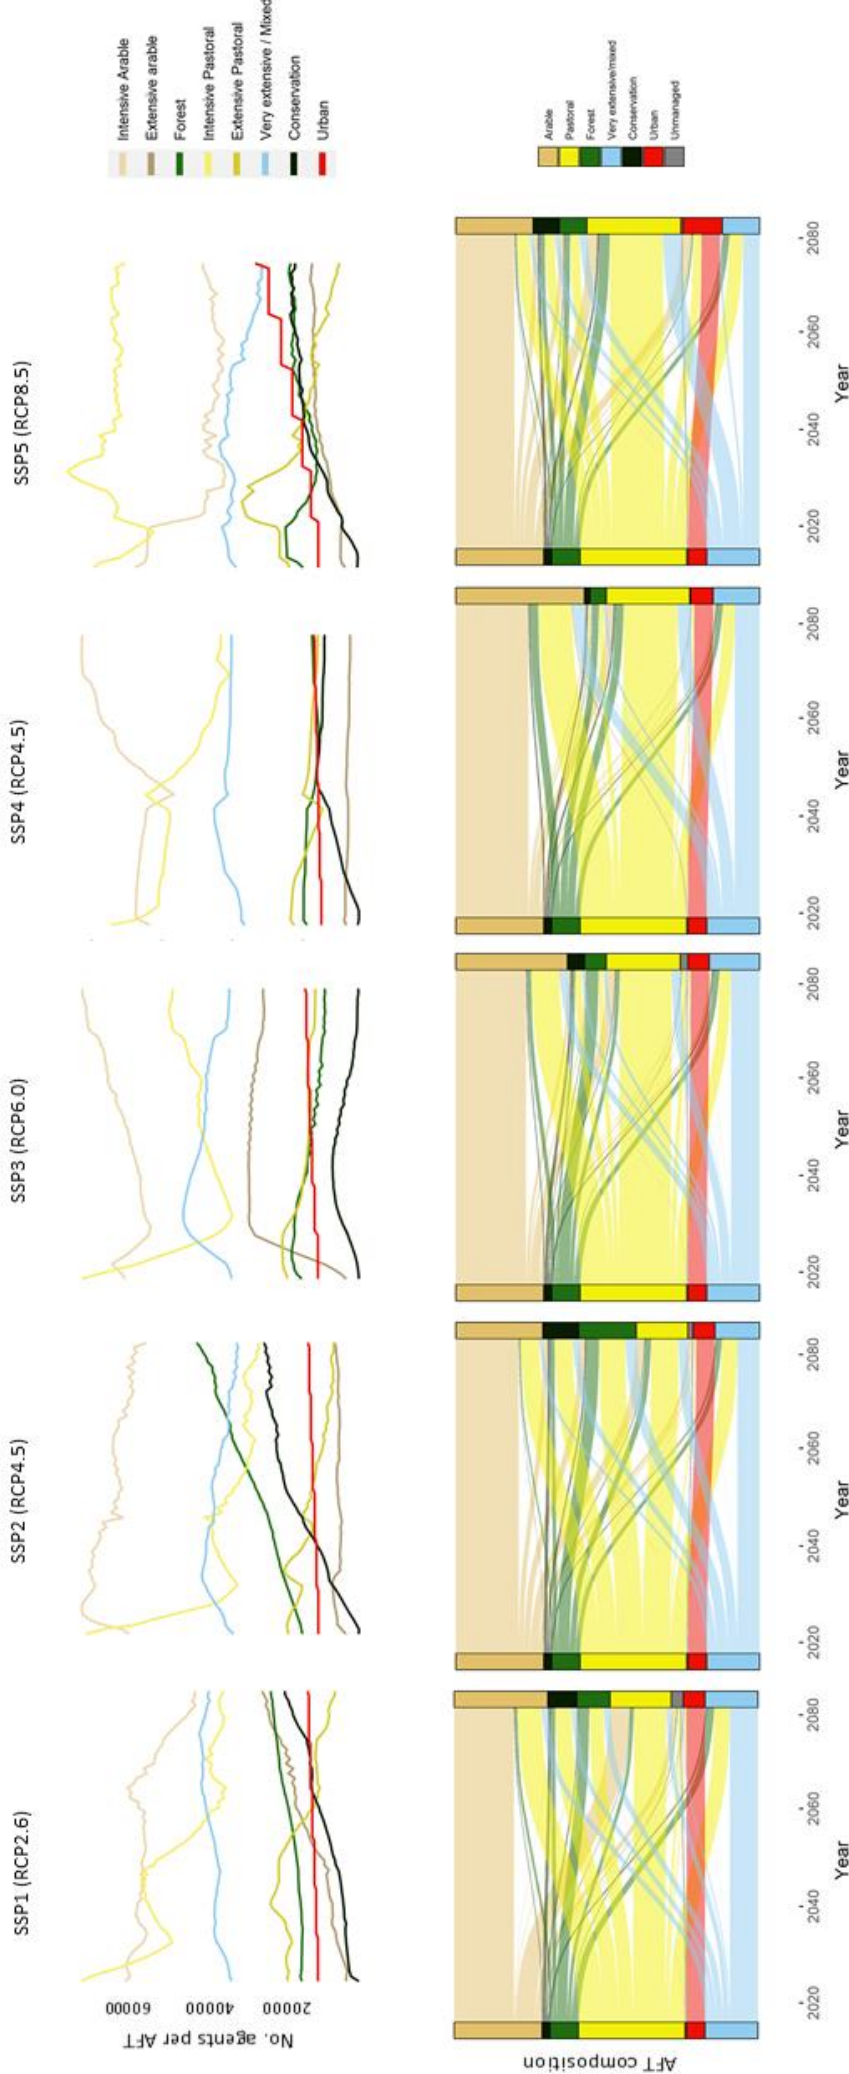 SSP1 (RCP2.6)
SSP2 (RCP4.5)
SSP3 (RCP6.0)
SSP4 (RCP4.5)
SSP5 (RCP8.5)
No. agents per AFT
60000
40000
20000
Intensive Arable
Extensive arable
Forest
Intensive Pastoral
Extensive Pastoral
Very extensive / Mixed
Conservation
Urban
AFT composition
2020 2040 2060 2080
2020 2040 2060 2080
2020 2040 2060 2080
2020 2040 2060 2080
2020 2040 2060 2080
Year
Year
Year
Year
Year
Arable
Pastoral
Forest
Very extensive/mixed
Conservation
Urban
Unmanaged